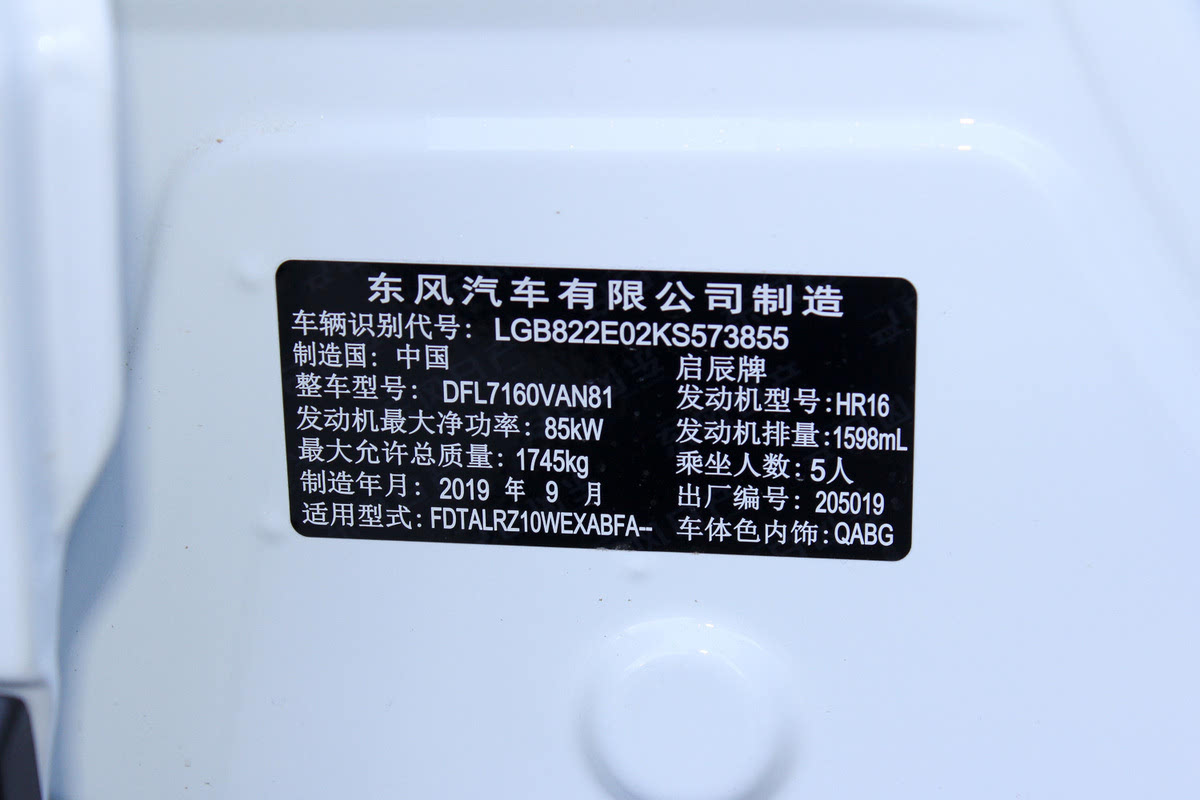 东风汽车有限公司制造
车辆识别代号: LGB822E02KS573855
制造国: 中国 启辰牌
整车型号: DFL7160VAN81 发动机型号:HR16
发动机最大净功率: 85kW 发动机排量:1598mL
最大允许总质量: 1745kg 乘坐人数: 5人
制造年月: 2019 年 9 月 出厂编号: 205019
适用型式: FDTALRZ10WEXABFA-- 车体色内饰:QABG